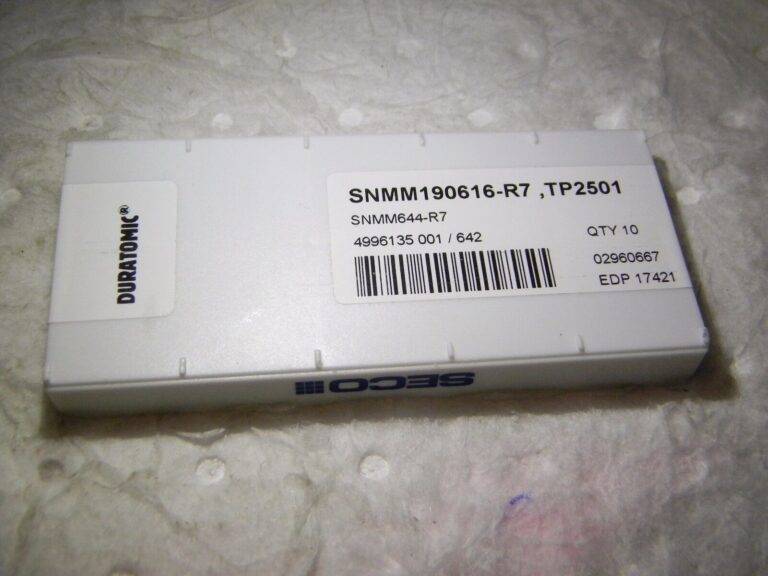 DURATOMIC®
SNMM190616-R7 ,TP2501
SNMM644-R7
4996135 001 / 642
QTY 10
02960667
EDP 17421
SECO